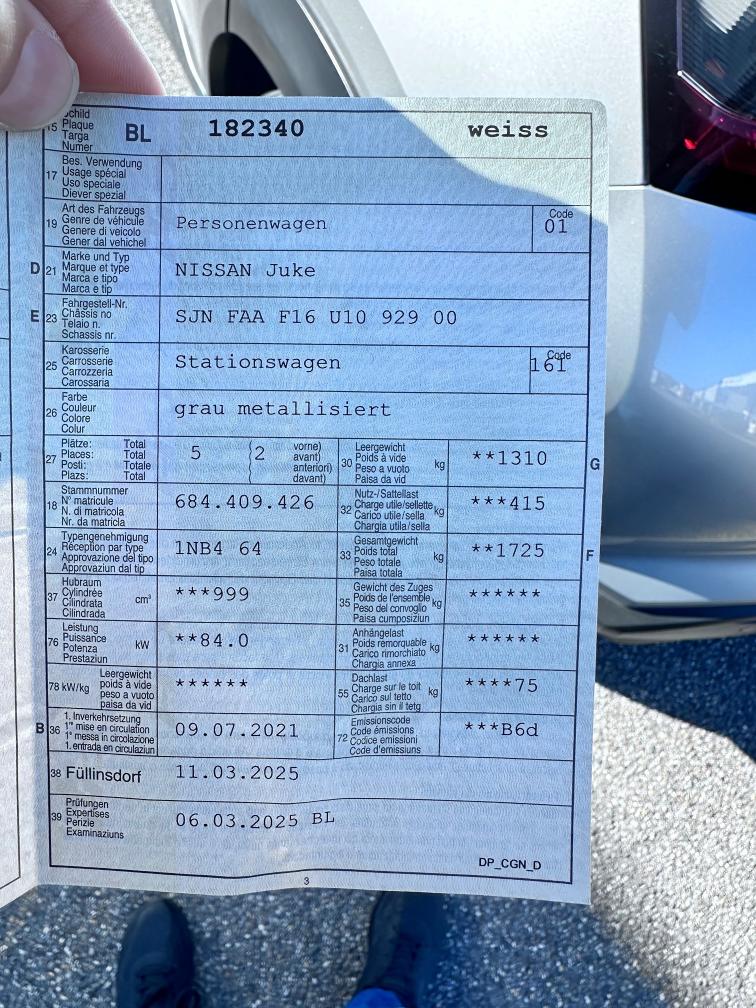 15 Schild BL 182340 weiss
Plaque
Targa
Numer
17 Bes. Verwendung
Usage spécial
Uso speciale
Diever spezial
19 Art des Fahrzeugs Personenwagen Code
Genre de véhicule 01
Genere di veicolo
Gener dal vehichel
D 21 Marke und Typ NISSAN Juke
Marque et type
Marca e tipo
Marca e tip
E 23 Fahrgestell-Nr. SJN FAA F16 U10 929 00
Châssis no
Telaio n.
Schassis nr.
25 Karosserie Stationswagen Code
Carrosserie 161
Carrozzeria
Carossaria
26 Farbe grau metallisiert
Couleur
Colore
Colur
27 Plätze: Total 5 (2 vorne)
Places: Total avant)
Posti: Totale anteriori)
Plazs: Total davant)
30 Leergewicht kg **1310 G
Poids à vide
Peso a vuoto
Paisa da vid
18 Stammnummer 684.409.426
N° matricule
N. di matricola
Nr. da matricla
32 Nutz-/Sattellast kg ***415
Charge utile/sellette
Carico utile/sella
Chargia utila/sella
24 Typengenehmigung 1NB4 64
Réception par type
Approvazione del tipo
Approvaziun dal tip
33 Gesamtgewicht kg **1725 F
Poids total
Peso totale
Paisa totala
37 Hubraum cm³ ***999
Cylindrée
Cilindrata
Cilindrada
35 Gewicht des Zuges kg ******
Poids de l'ensemble
Peso del convoglio
Paisa cumposiziun
76 Leistung kW **84.0
Puissance
Potenza
Prestaziun
31 Anhängelast kg ******
Poids remorquable
Carico rimorchiato
Chargia annexa
78 kW/kg Leergewicht ******
poids à vide
peso a vuoto
paisa da vid
55 Dachlast kg ****75
Charge sur le toit
Carico sul tetto
Chargia sin il tetg
B 36 1. Inverkehrsetzung 09.07.2021
1re mise en circulation
1a messa in circolazione
1. entrada en circulaziun
72 Emissionscode ***B6d
Code émissions
Codice emissioni
Code d'emissiuns
38 Füllinsdorf 11.03.2025
39 Prüfungen 06.03.2025 BL
Expertises
Perizie
Examinaziuns
DP_CGN_D
3